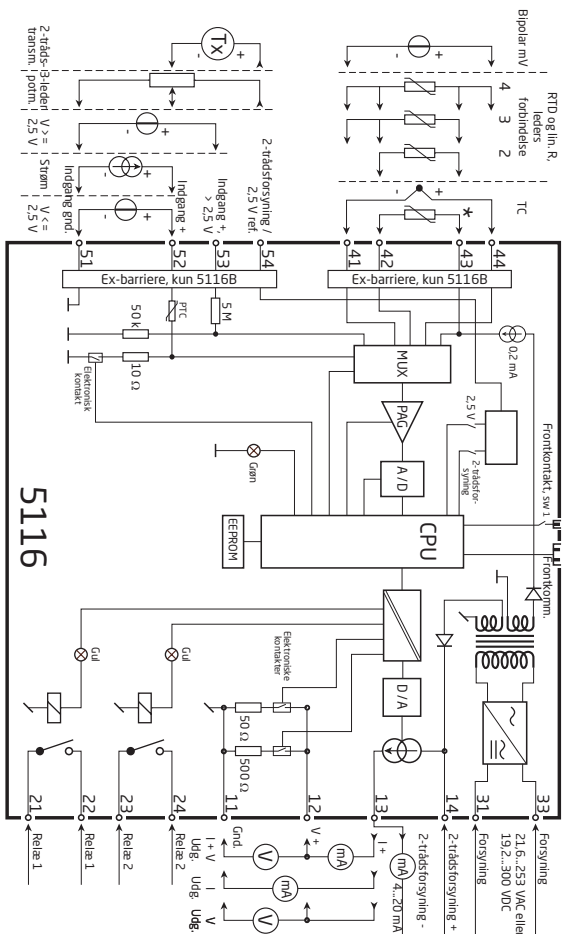 RTD og lin. R,
leders
forbindelse
Bipolar mV
4
3
2
TC
-
+
*
2-tråds-
transm.
3-leder
potm.
V >=
2,5 V
Strøm
V <=
2,5 V
Tx
Indgang gnd.
Indgang +
Indgang +,
> 2,5 V
2-trådsforsyning /
2,5 V ref.
44
43
42
41
54
53
52
51
Ex-barriere, kun 5116B
Ex-barriere, kun 5116B
0,2 mA
5 M
PTC
50 k
10 Ω
Elektronisk
kontakt
MUX
PAG
A/D
2,5 V
2-trådsfor-
syning
Grøn
CPU
EEPROM
Frontkontakt, sw 1
Frontkomm.
5116
D/A
Elektroniske
kontakter
50 Ω
500 Ω
Gul
Gul
33
31
14
13
12
11
24
23
22
21
Forsyning
21,6...253 VAC eller
19,2...300 VDC
Forsyning
2-trådsforsyning +
2-trådsforsyning -
I +
mA
4...20 mA
V +
Gnd.
mA
V
mA
V
I + V
Udg.
I
Udg.
V
Udg.
Relæ 2
Relæ 2
Relæ 1
Relæ 1